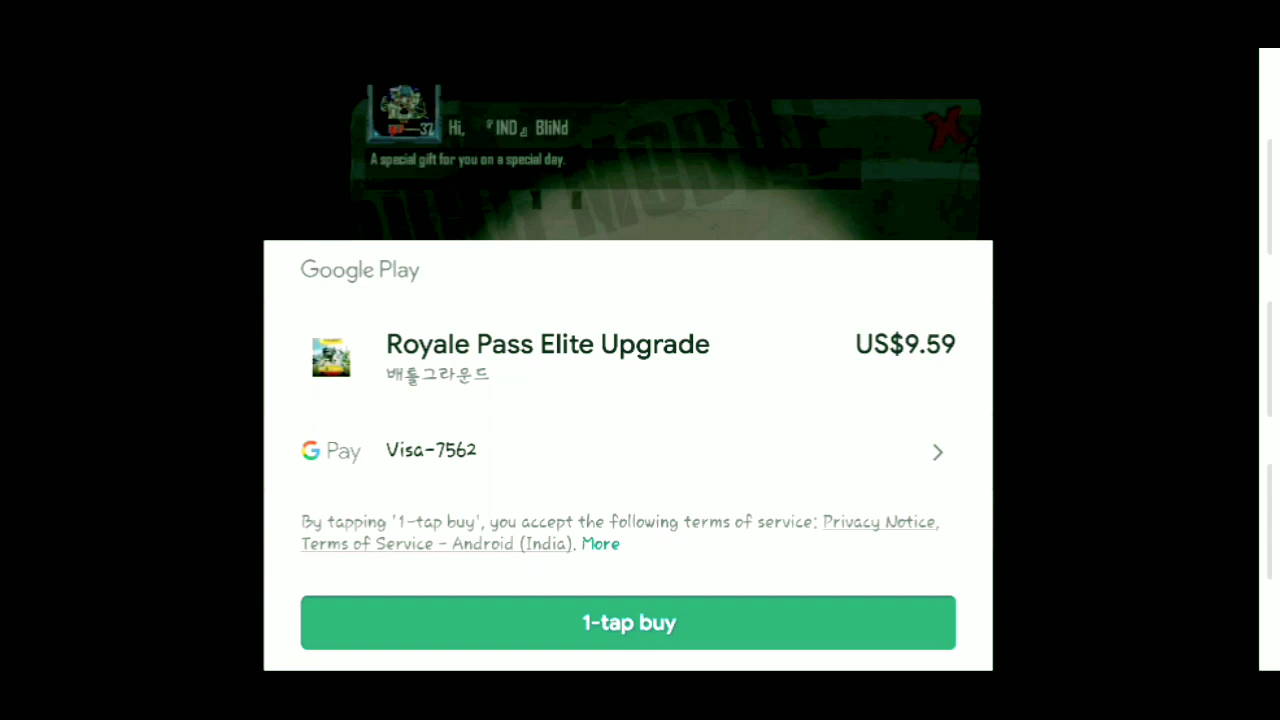 37
Hi, 『IND』BliNd
A special gift for you on a special day.
Google Play
Royale Pass Elite Upgrade US$9.59
배틀그라운드
G Pay Visa-7562
By tapping '1-tap buy', you accept the following terms of service: Privacy Notice,
Terms of Service - Android (India). More
1-tap buy